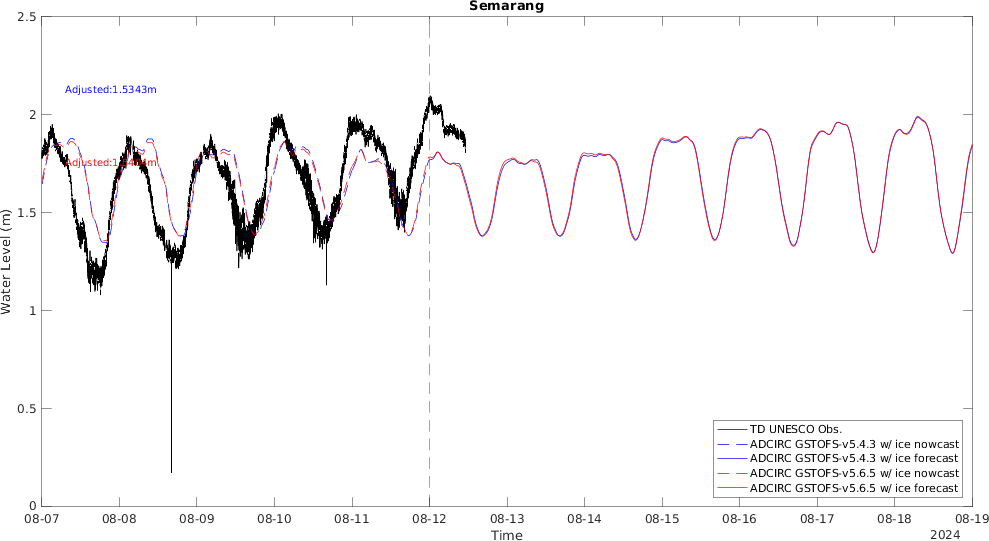 Semarang
2.5
2
1.5
1
0.5
0
Water Level (m)
Adjusted:1.5343m
08-07
08-08
08-09
08-10
08-11
08-12
08-13
08-14
08-15
08-16
08-17
08-18
08-19
Time
2024
TD UNESCO Obs.
ADCIRC GSTOFS-v5.4.3 w/ ice nowcast
ADCIRC GSTOFS-v5.4.3 w/ ice forecast
ADCIRC GSTOFS-v5.6.5 w/ ice nowcast
ADCIRC GSTOFS-v5.6.5 w/ ice forecast